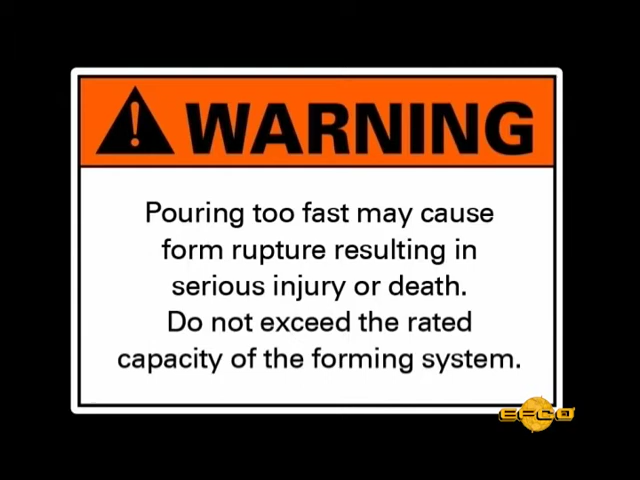 WARNING
Pouring too fast may cause
form rupture resulting in
serious injury or death.
Do not exceed the rated
capacity of the forming system.
EFCO